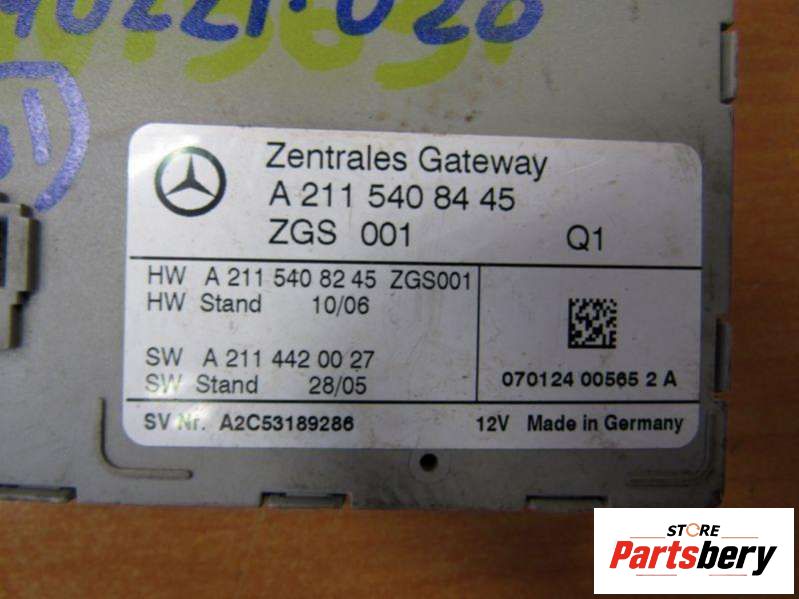 Zentrales Gateway
A 211 540 84 45
ZGS 001 Q1
HW A 211 540 82 45 ZGS001
HW Stand 10/06
SW A 211 442 00 27
SW Stand 28/05
070124 00565 2 A
SV Nr. A2C53189286 12V Made in Germany
STORE
Partsbery